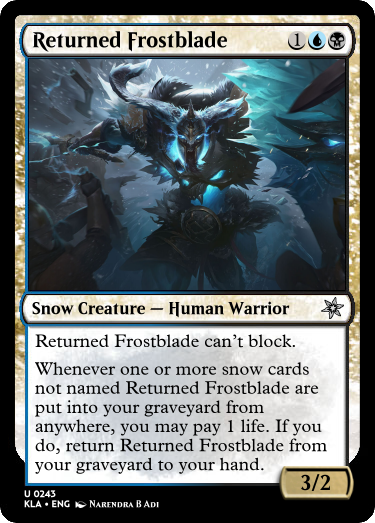 Returned Frostblade 1
Snow Creature — Human Warrior
Returned Frostblade can't block.
Whenever one or more snow cards
not named Returned Frostblade are
put into your graveyard from
anywhere, you may pay 1 life. If you
do, return Returned Frostblade from
your graveyard to your hand.
3/2
U 0243
KLA • ENG Narendra B Adi